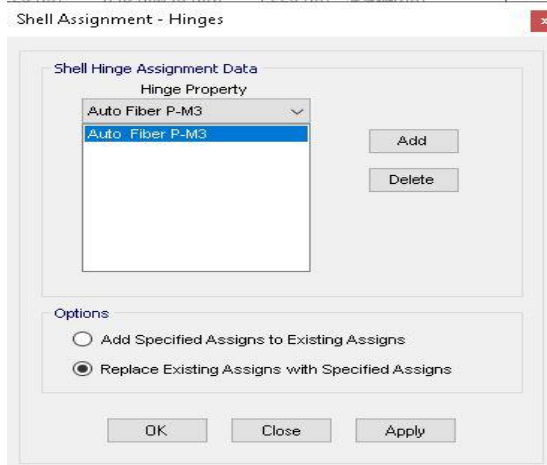 Shell Assignment - Hinges
Shell Hinge Assignment Data
Hinge Property
Auto Fiber P-M3
Auto Fiber P-M3
Add
Delete
Options
Add Specified Assigns to Existing Assigns
Replace Existing Assigns with Specified Assigns
OK Close Apply